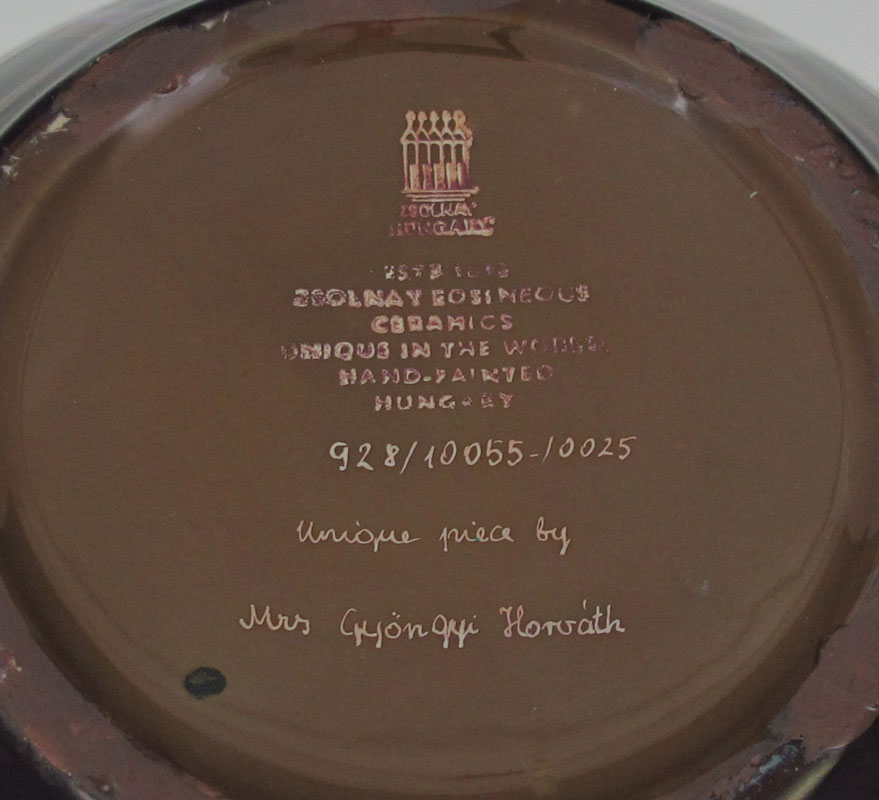 ZSOLNAY
HUNGARY
ESTB
ZSOLNAY EOSINEOUS
CERAMICS
UNIQUE IN THE WORLD.
HAND-PAINTED
HUNGARY
928/10055-10025
Unique piece by
Mrs Gyöngyi Horváth